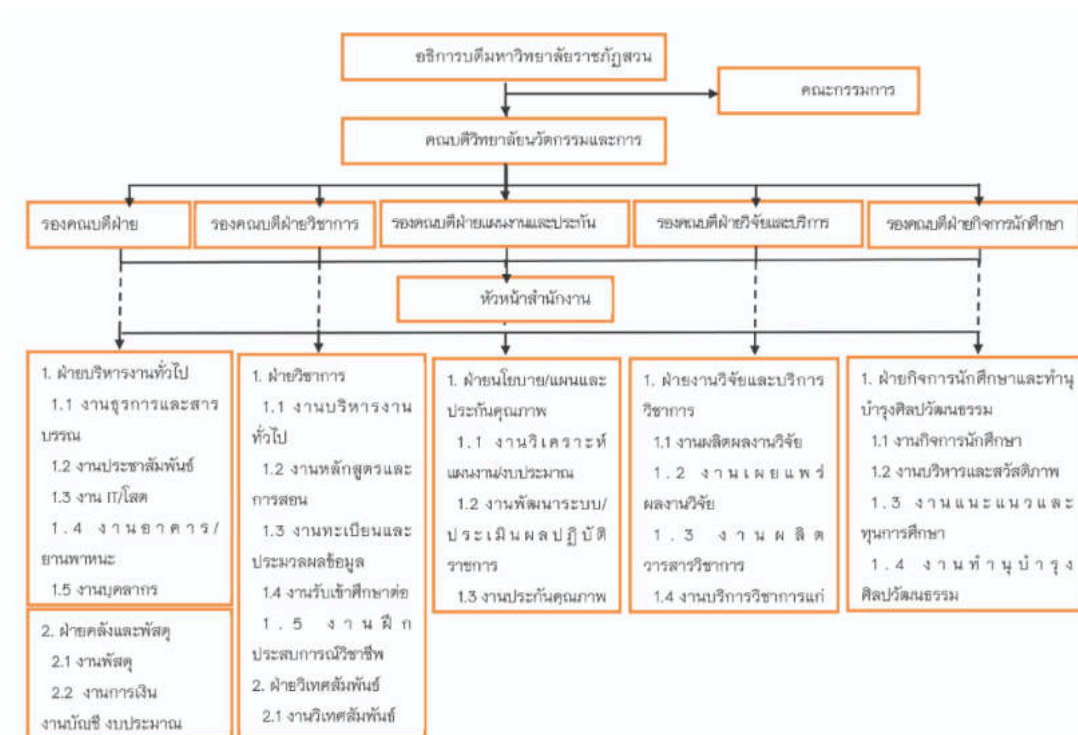 อธิการบดีมหาวิทยาลัยราชภัฏสวน
คณะกรรมการ
คณบดีวิทยาลัยนวัตกรรมและการ
รองคณบดีฝ่าย
รองคณบดีฝ่ายวิชาการ
รองคณบดีฝ่ายแผนงานและประกัน
รองคณบดีฝ่ายวิจัยและบริการ
รองคณบดีฝ่ายกิจการนักศึกษา
หัวหน้าสำนักงาน
1. ฝ่ายบริหารงานทั่วไป
1.1 งานธุรการและสาร
บรรณ
1.2 งานประชาสัมพันธ์
1.3 งาน IT/โสต
1.4 งานอาคาร/
ยานพาหนะ
1.5 งานบุคลากร
2. ฝ่ายคลังและพัสดุ
2.1 งานพัสดุ
2.2 งานการเงิน
งานบัญชี งบประมาณ
1. ฝ่ายวิชาการ
1.1 งานบริหารงาน
ทั่วไป
1.2 งานหลักสูตรและ
การสอน
1.3 งานทะเบียนและ
ประมวลผลข้อมูล
1.4 งานรับเข้าศึกษาต่อ
1.5 งานฝึก
ประสบการณ์วิชาชีพ
2. ฝ่ายวิเทศสัมพันธ์
2.1 งานวิเทศสัมพันธ์
1. ฝ่ายนโยบาย/แผนและ
ประกันคุณภาพ
1.1 งานวิเคราะห์
แผนงาน/งบประมาณ
1.2 งานพัฒนาระบบ/
ประเมินผลปฏิบัติ
ราชการ
1.3 งานประกันคุณภาพ
1. ฝ่ายงานวิจัยและบริการ
วิชาการ
1.1 งานผลิตผลงานวิจัย
1.2 งานเผยแพร่
ผลงานวิจัย
1.3 งานผลิต
วารสารวิชาการ
1.4 งานบริการวิชาการแก่
1. ฝ่ายกิจการนักศึกษาและทำนุ
บำรุงศิลปวัฒนธรรม
1.1 งานกิจการนักศึกษา
1.2 งานบริหารและสวัสดิภาพ
1.3 งานแนะแนวและ
ทุนการศึกษา
1.4 งานทำนุบำรุง
ศิลปวัฒนธรรม